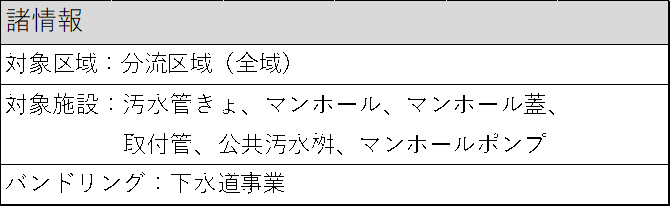 諸情報
対象区域：分流区域（全域）
対象施設：汚水管きょ、マンホール、マンホール蓋、
取付管、公共汚水桝、マンホールポンプ
バンドリング：下水道事業